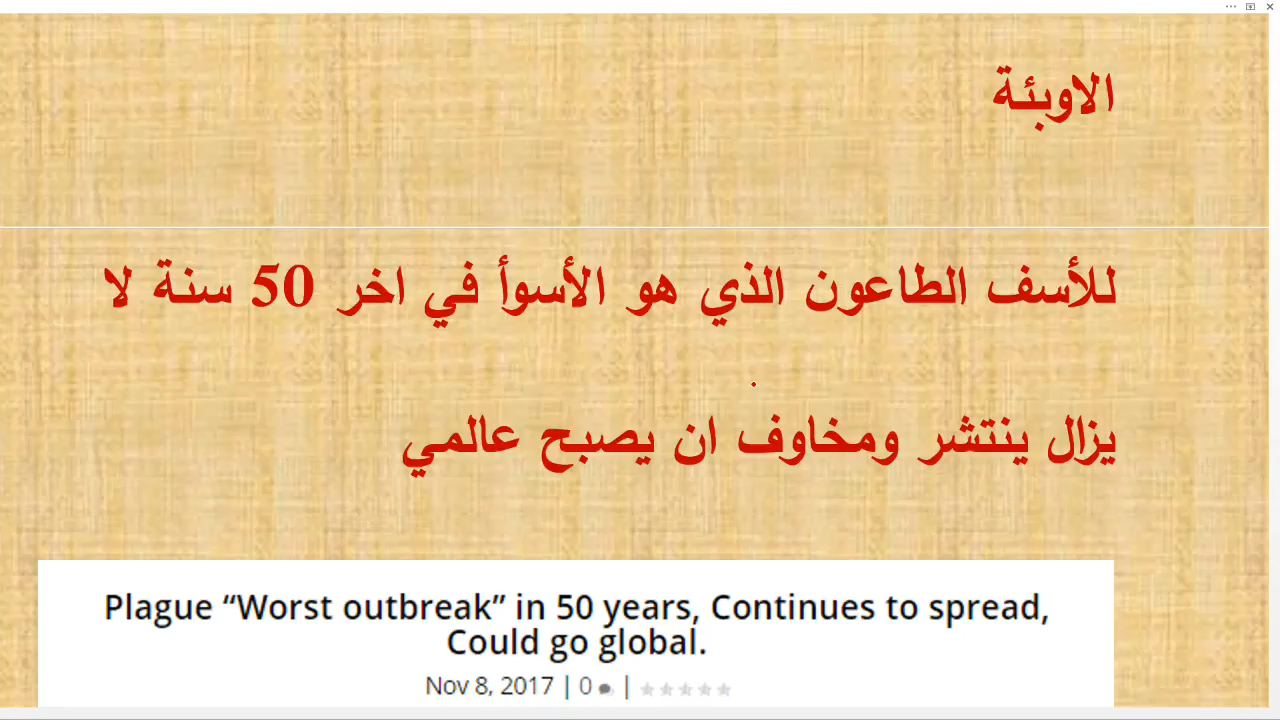 الاوبئة
للأسف الطاعون الذي هو الأسوأ في اخر 50 سنة لا
يزال ينتشر ومخاوف ان يصبح عالمي
Plague “Worst outbreak” in 50 years, Continues to spread,
Could go global.
Nov 8, 2017 | 0 |